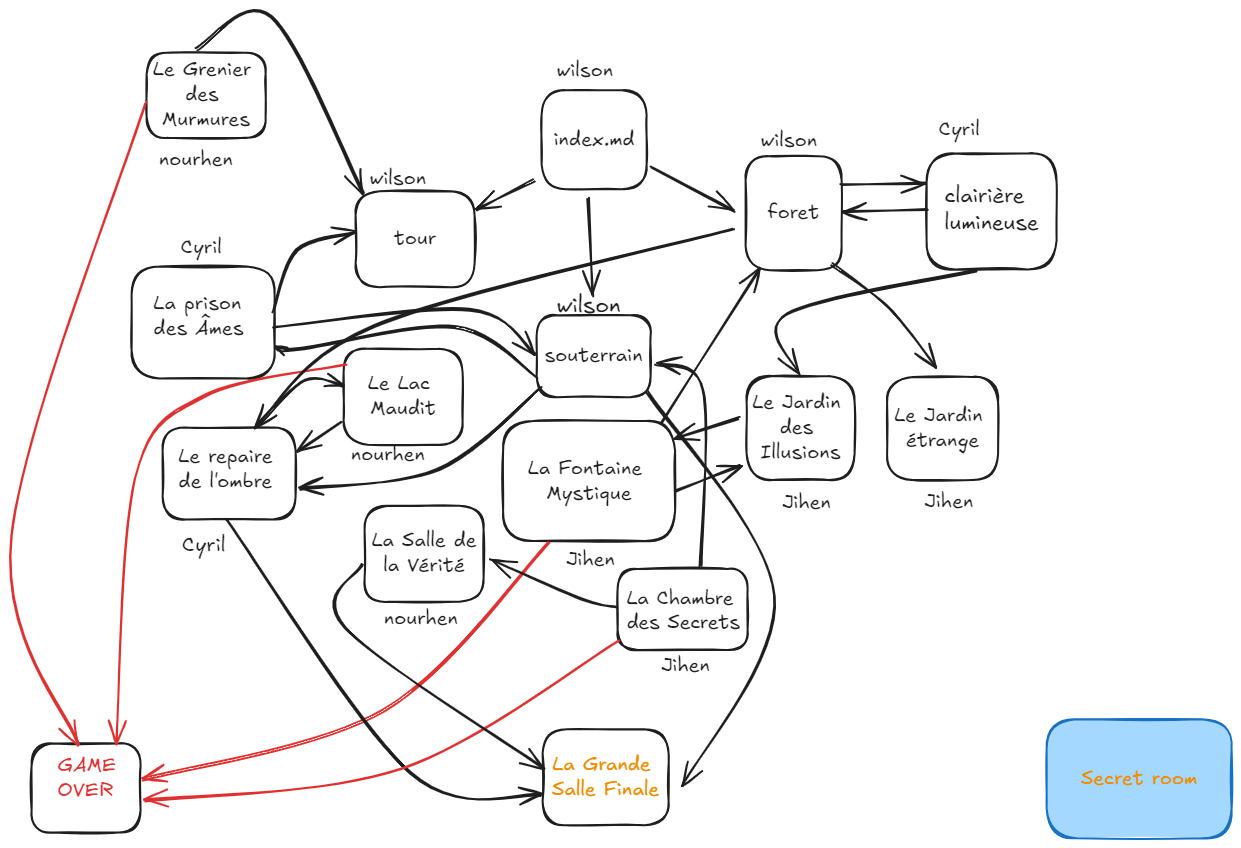 Le Grenier
des
Murmures
nourhen
wilson
index.md
wilson
tour
wilson
foret
Cyril
clairière
lumineuse
Cyril
La prison
des Âmes
wilson
souterrain
Le Lac
Maudit
nourhen
Le repaire
de l'ombre
Cyril
La Fontaine
Mystique
Jihen
Le Jardin
des
Illusions
Jihen
Le Jardin
étrange
Jihen
La Salle de
la Vérité
nourhen
La Chambre
des Secrets
Jihen
GAME
OVER
La Grande
Salle Finale
Secret room